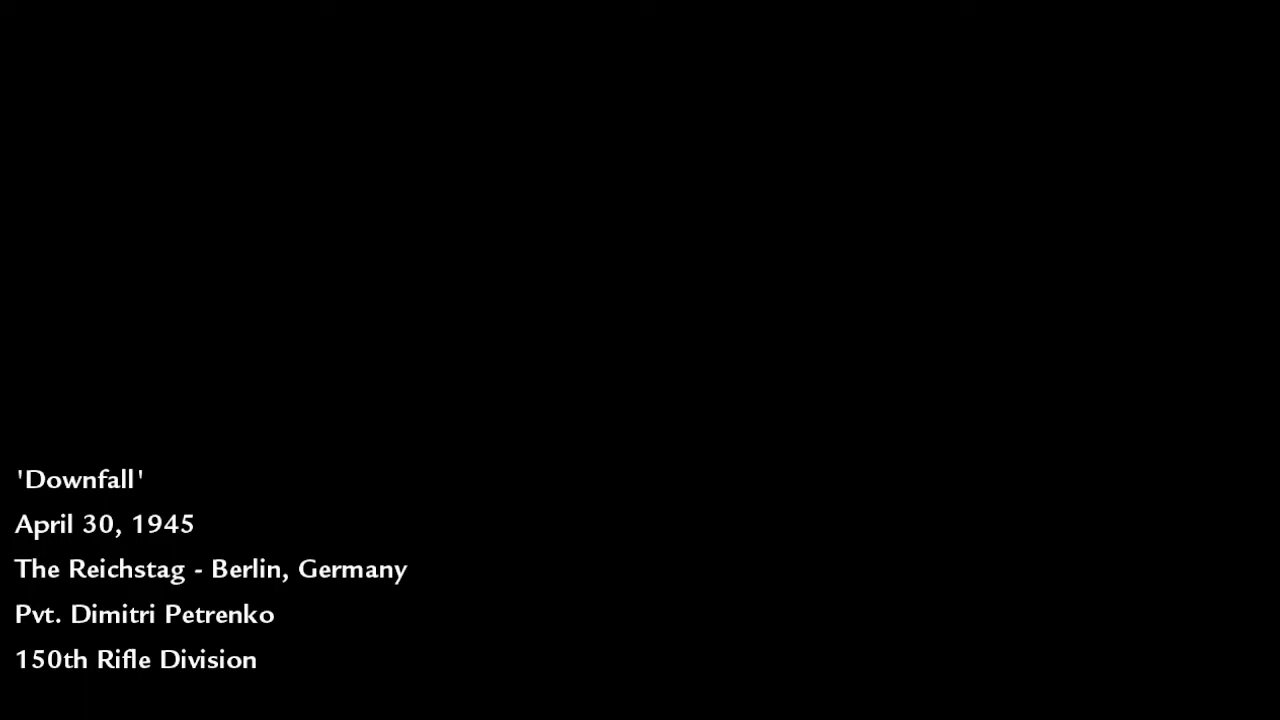 'Downfall'
April 30, 1945
The Reichstag - Berlin, Germany
Pvt. Dimitri Petrenko
150th Rifle Division